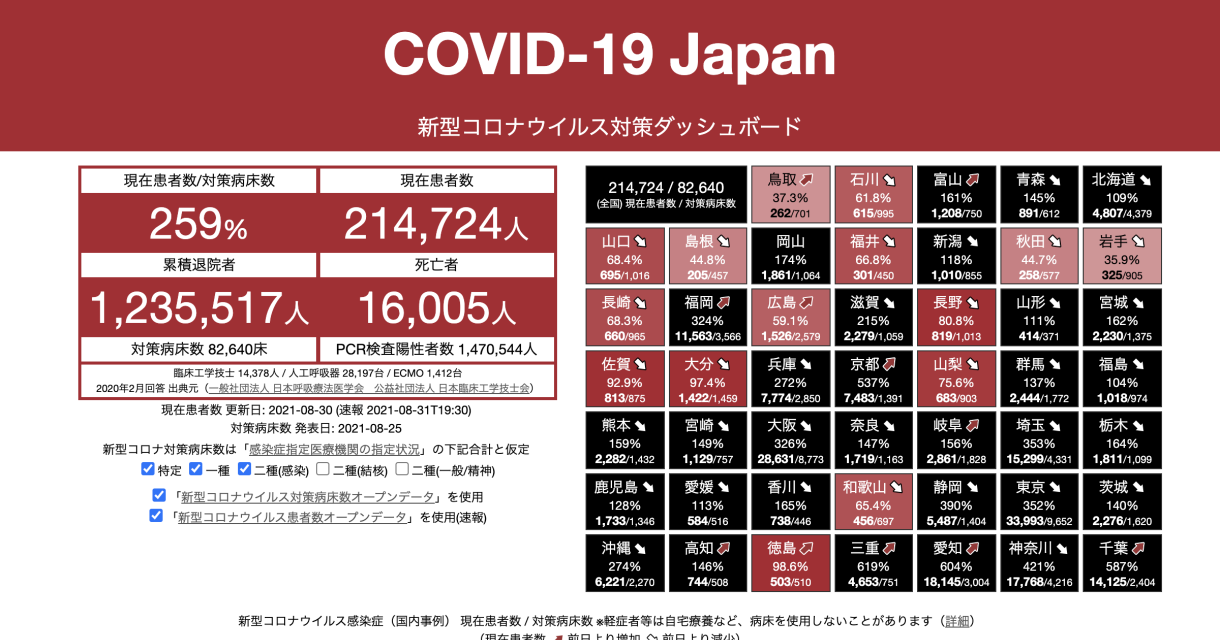 COVID-19 Japan
新型コロナウイルス対策ダッシュボード
現在患者数/対策病床数
現在患者数
259%
214,724人
累積退院者
死亡者
1,235,517人
16,005人
対策病床数 82,640床
PCR検査陽性者数 1,470,544人
臨床工学技士 14,378人 / 人工呼吸器 28,197台 / ECMO 1,412台
2020年2月回答 出典元（一般社団法人 日本呼吸療法医学会　公益社団法人 日本臨床工学技士会）
現在患者数 更新日: 2021-08-30 (速報 2021-08-31T19:30)
対策病床数 発表日: 2021-08-25
新型コロナ対策病床数は「感染症指定医療機関の指定状況」の下記合計と仮定
特定 一種 二種(感染) 二種(結核) 二種(一般/精神)
「新型コロナウイルス対策病床数オープンデータ」を使用
「新型コロナウイルス患者数オープンデータ」を使用(速報)
214,724 / 82,640
(全国) 現在患者数 / 対策病床数
鳥取
37.3%
262/701
石川
61.8%
615/995
富山
161%
1,208/750
青森
145%
891/612
北海道
109%
4,807/4,379
山口
68.4%
695/1,016
島根
44.8%
205/457
岡山
174%
1,861/1,064
福井
66.8%
301/450
新潟
118%
1,010/855
秋田
44.7%
258/577
岩手
35.9%
325/905
長崎
68.3%
660/965
福岡
324%
11,563/3,566
広島
59.1%
1,526/2,579
滋賀
215%
2,279/1,059
長野
80.8%
819/1,013
山形
111%
414/371
宮城
162%
2,230/1,375
佐賀
92.9%
813/875
大分
97.4%
1,422/1,459
兵庫
272%
7,774/2,850
京都
537%
7,483/1,391
山梨
75.6%
683/903
群馬
137%
2,444/1,772
福島
104%
1,018/974
熊本
159%
2,282/1,432
宮崎
149%
1,129/757
大阪
326%
28,631/8,773
奈良
147%
1,719/1,163
岐阜
156%
2,861/1,828
埼玉
353%
15,299/4,331
栃木
164%
1,811/1,099
鹿児島
128%
1,733/1,346
愛媛
113%
584/516
香川
165%
738/446
和歌山
65.4%
456/697
静岡
390%
5,487/1,404
東京
352%
33,993/9,652
茨城
140%
2,276/1,620
沖縄
274%
6,221/2,270
高知
146%
744/508
徳島
98.6%
503/510
三重
619%
4,653/751
愛知
604%
18,145/3,004
神奈川
421%
17,768/4,216
千葉
587%
14,125/2,404
新型コロナウイルス感染症（国内事例） 現在患者数 / 対策病床数 ※軽症者等は自宅療養など、病床を使用しないことがあります（詳細）
（現在患者数 前日より増加 前日より減少）